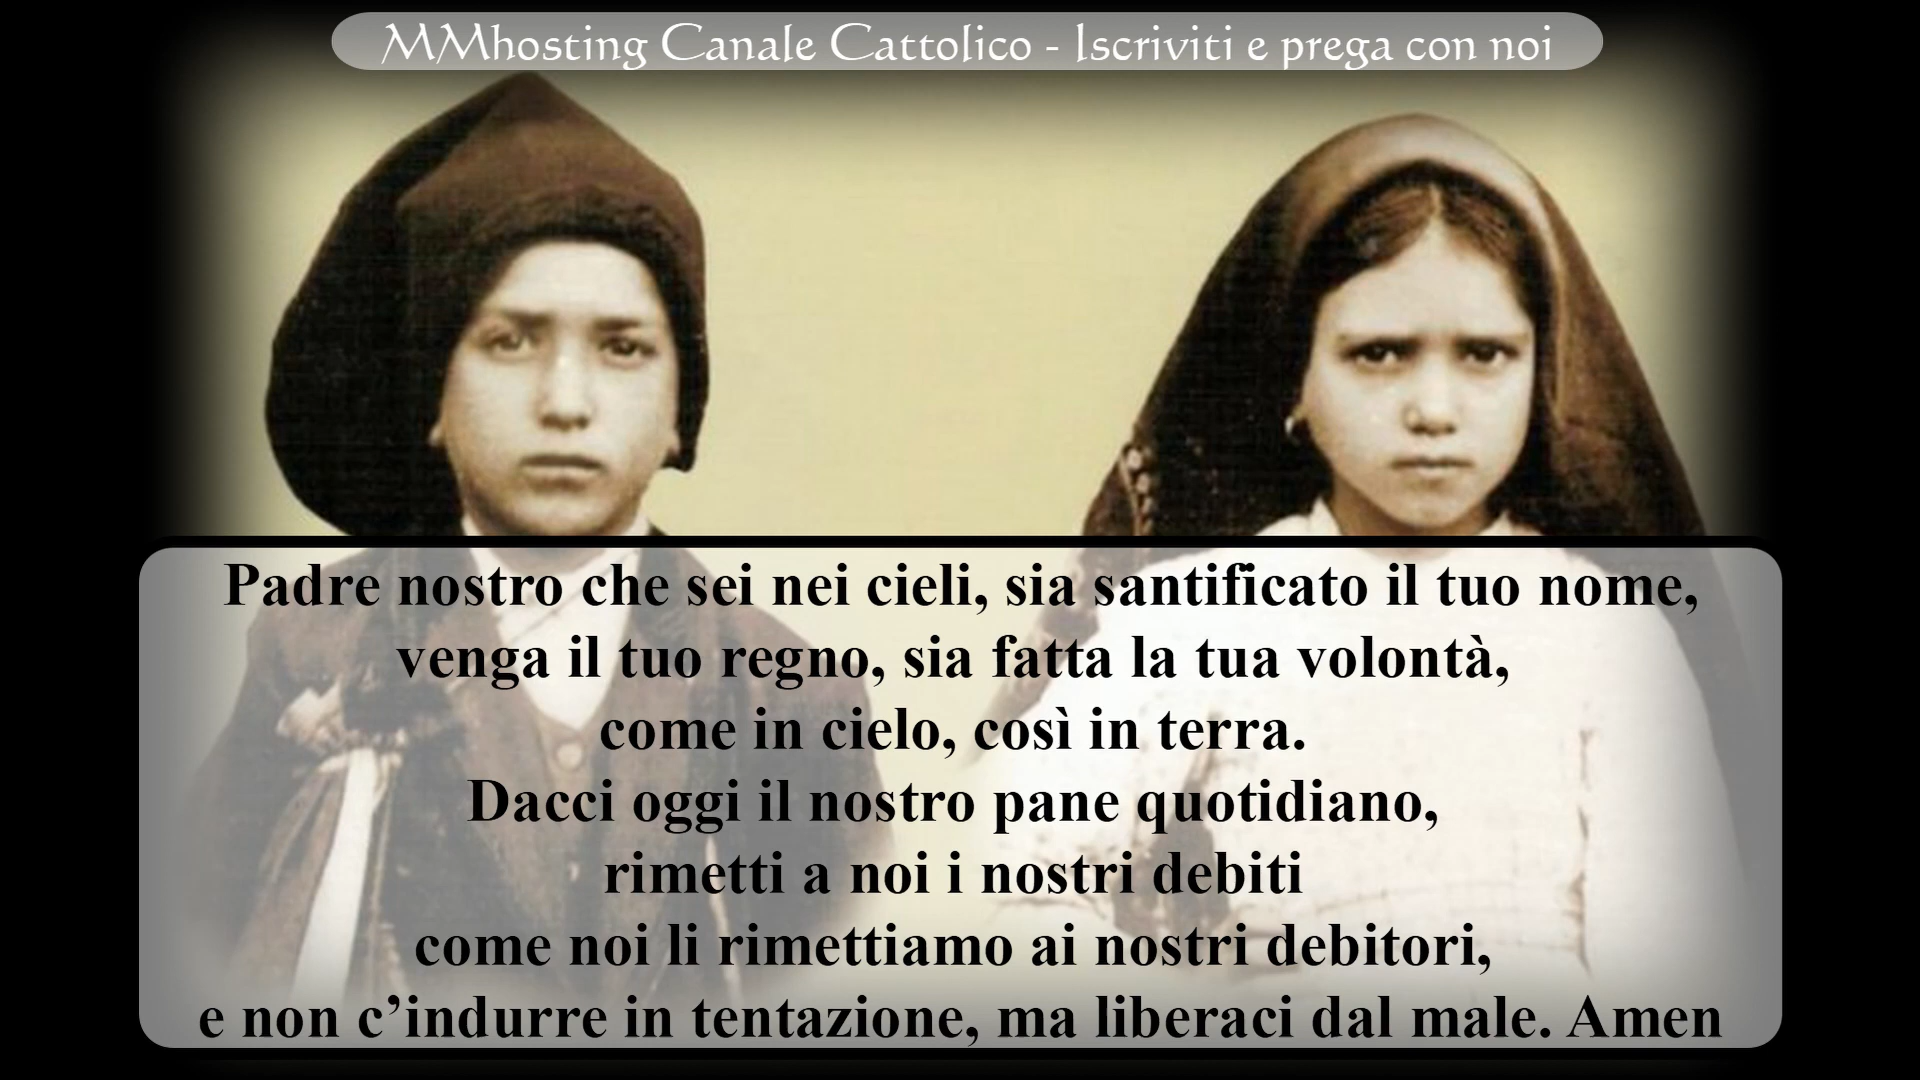 MMhosting Canale Cattolico - Iscriviti e prega con noi
Padre nostro che sei nei cieli, sia santificato il tuo nome,
venga il tuo regno, sia fatta la tua volontà,
come in cielo, così in terra.
Dacci oggi il nostro pane quotidiano,
rimetti a noi i nostri debiti
come noi li rimettiamo ai nostri debitori,
e non c’indurre in tentazione, ma liberaci dal male. Amen